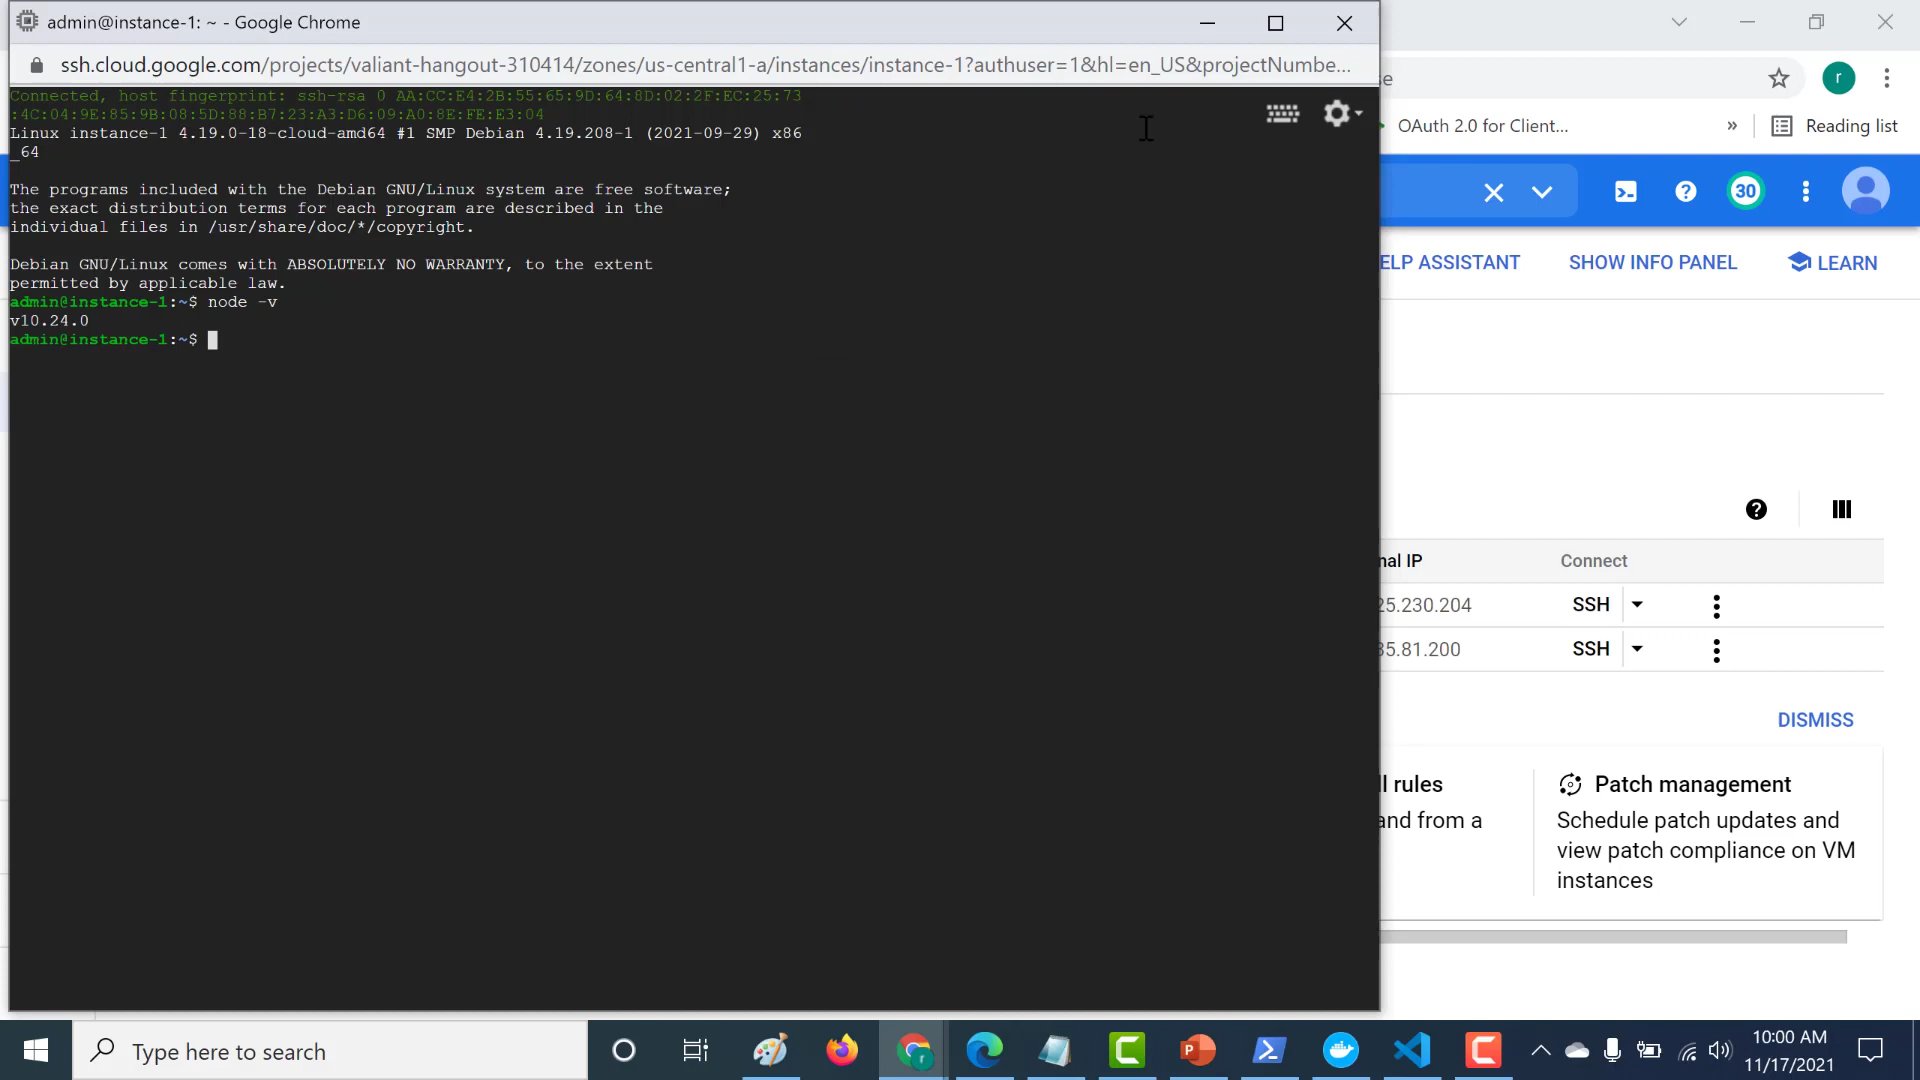 admin@instance-1: ~ - Google Chrome
ssh.cloud.google.com/projects/valiant-hangout-310414/zones/us-central1-a/instances/instance-1?authuser=1&hl=en_US&projectNumbe...
Connected, host fingerprint: ssh-rsa 0 AA:CC:E4:2B:55:65:9D:64:8D:02:2F:EC:25:73
:4C:04:9E:85:9B:08:5D:88:B7:23:A3:D6:09:A0:8E:FE:E3:04
Linux instance-1 4.19.0-18-cloud-amd64 #1 SMP Debian 4.19.208-1 (2021-09-29) x86
_64
The programs included with the Debian GNU/Linux system are free software;
the exact distribution terms for each program are described in the
individual files in /usr/share/doc/*/copyright.
Debian GNU/Linux comes with ABSOLUTELY NO WARRANTY, to the extent
permitted by applicable law.
admin@instance-1:~$ node -v
v10.24.0
admin@instance-1:~$
se
r
OAuth 2.0 for Client...
»
Reading list
30
ELP ASSISTANT
SHOW INFO PANEL
LEARN
nal IP
Connect
25.230.204
SSH
35.81.200
SSH
DISMISS
ll rules
and from a
Patch management
Schedule patch updates and
view patch compliance on VM
instances
Type here to search
10:00 AM
11/17/2021